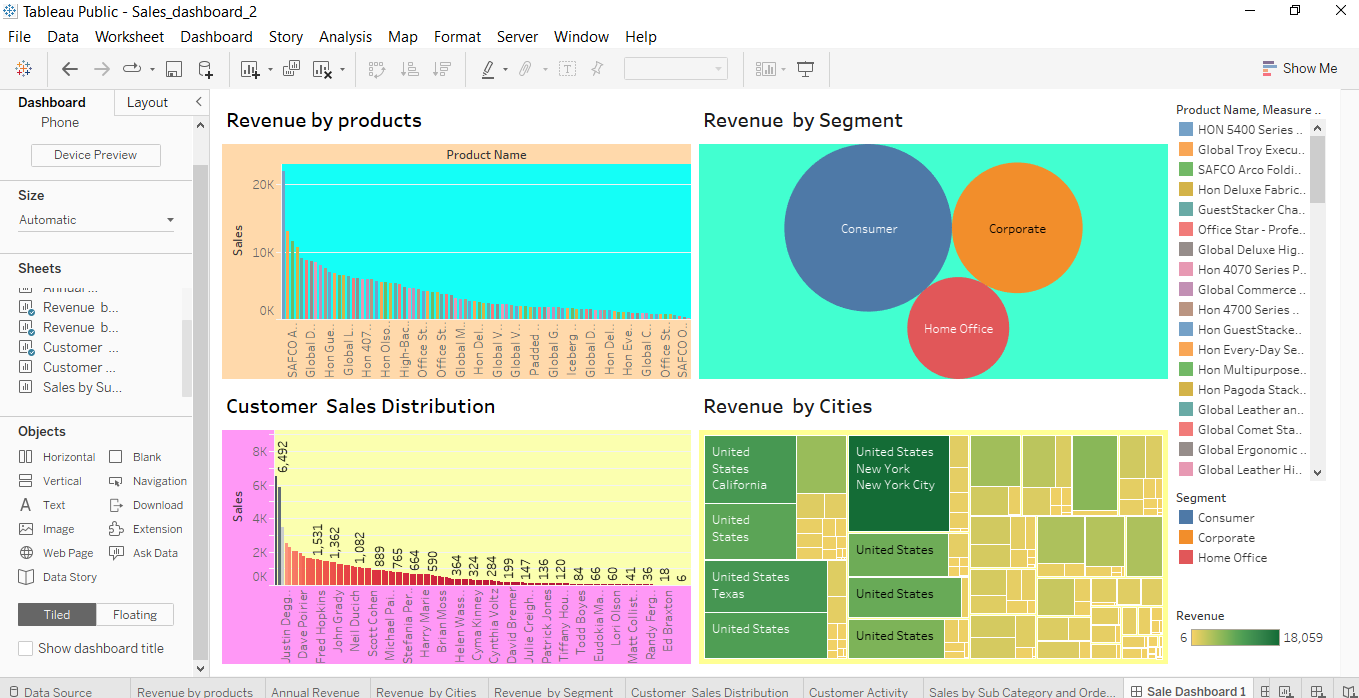 Tableau Public - Sales_dashboard_2
File Data Worksheet Dashboard Story Analysis Map Format Server Window Help
Show Me
Dashboard Layout
Phone
Device Preview
Size
Automatic
Sheets
Annual ...
Revenue b...
Revenue b...
Customer ...
Customer ...
Sales by Su...
Objects
Horizontal Blank
Vertical Navigation
Text Download
Image Extension
Web Page Ask Data
Data Story
Tiled Floating
Show dashboard title
Revenue by products
Product Name
Sales
20K
10K
0K
SAFCO A..
Global D..
Hon Gue..
Global L..
Hon 407..
Hon Olso..
High-Bac..
Office St..
Office St..
Global M..
Hon Del..
Global V..
Global V..
Padded ..
Global G..
Iceberg ..
Global D..
Hon Del..
Hon Eve..
Global C..
Office St..
SAFCO O..
Revenue by Segment
Consumer
Corporate
Home Office
Customer Sales Distribution
Sales
8K
6K
4K
2K
0K
6,492
1,531
1,362
1,082
889
765
664
590
364
324
284
199
147
136
120
84
66
60
41
36
18
6
Justin Degg..
Dave Poirier
Fred Hopkins
John Grady
Neil Ducich
Scott Cohen
Michael Pai..
Stefania Per..
Harry Marie
Brian Moss
Helen Wass..
Cyma Kinney
Cynthia Voltz
David Bremer
Julie Creigh..
Patrick Jones
Tiffany Hou..
Todd Boyes
Eudokia Ma..
Lori Olson
Matt Collist..
Randy Ferg..
Ed Braxton
Revenue by Cities
United
States
California
United
States
United States
Texas
United States
United States
New York
New York City
United States
United States
United States
Product Name, Measure ..
HON 5400 Series ..
Global Troy Execu..
SAFCO Arco Foldi..
Hon Deluxe Fabric..
GuestStacker Cha..
Office Star - Profe..
Global Deluxe Hig..
Hon 4070 Series P..
Global Commerce ..
Hon 4700 Series ..
Hon GuestStacke..
Hon Every-Day Se..
Hon Multipurpose..
Hon Pagoda Stack..
Global Leather an..
Global Comet Sta..
Global Ergonomic ..
Global Leather Hi..
Segment
Consumer
Corporate
Home Office
Revenue
6 18,059
Data Source Revenue by products Annual Revenue Revenue by Cities Revenue by Segment Customer Sales Distribution Customer Activity Sales by Sub Category and Orde... Sale Dashboard 1